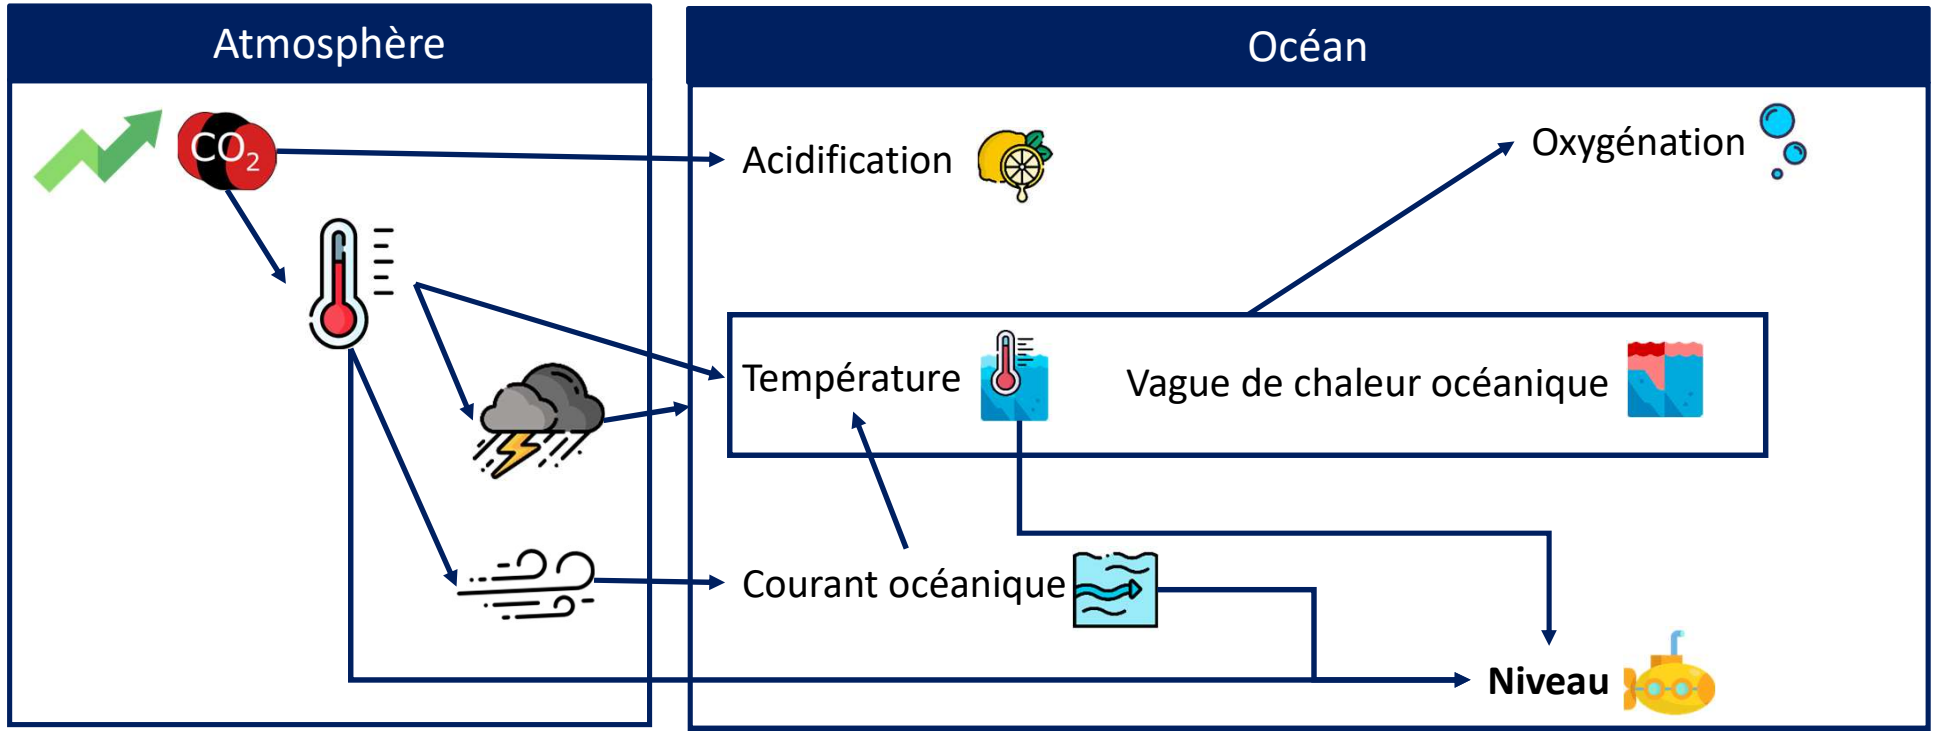 Atmosphère
Océan
CO2
Acidification
Oxygénation
Température
Vague de chaleur océanique
Courant océanique
Niveau